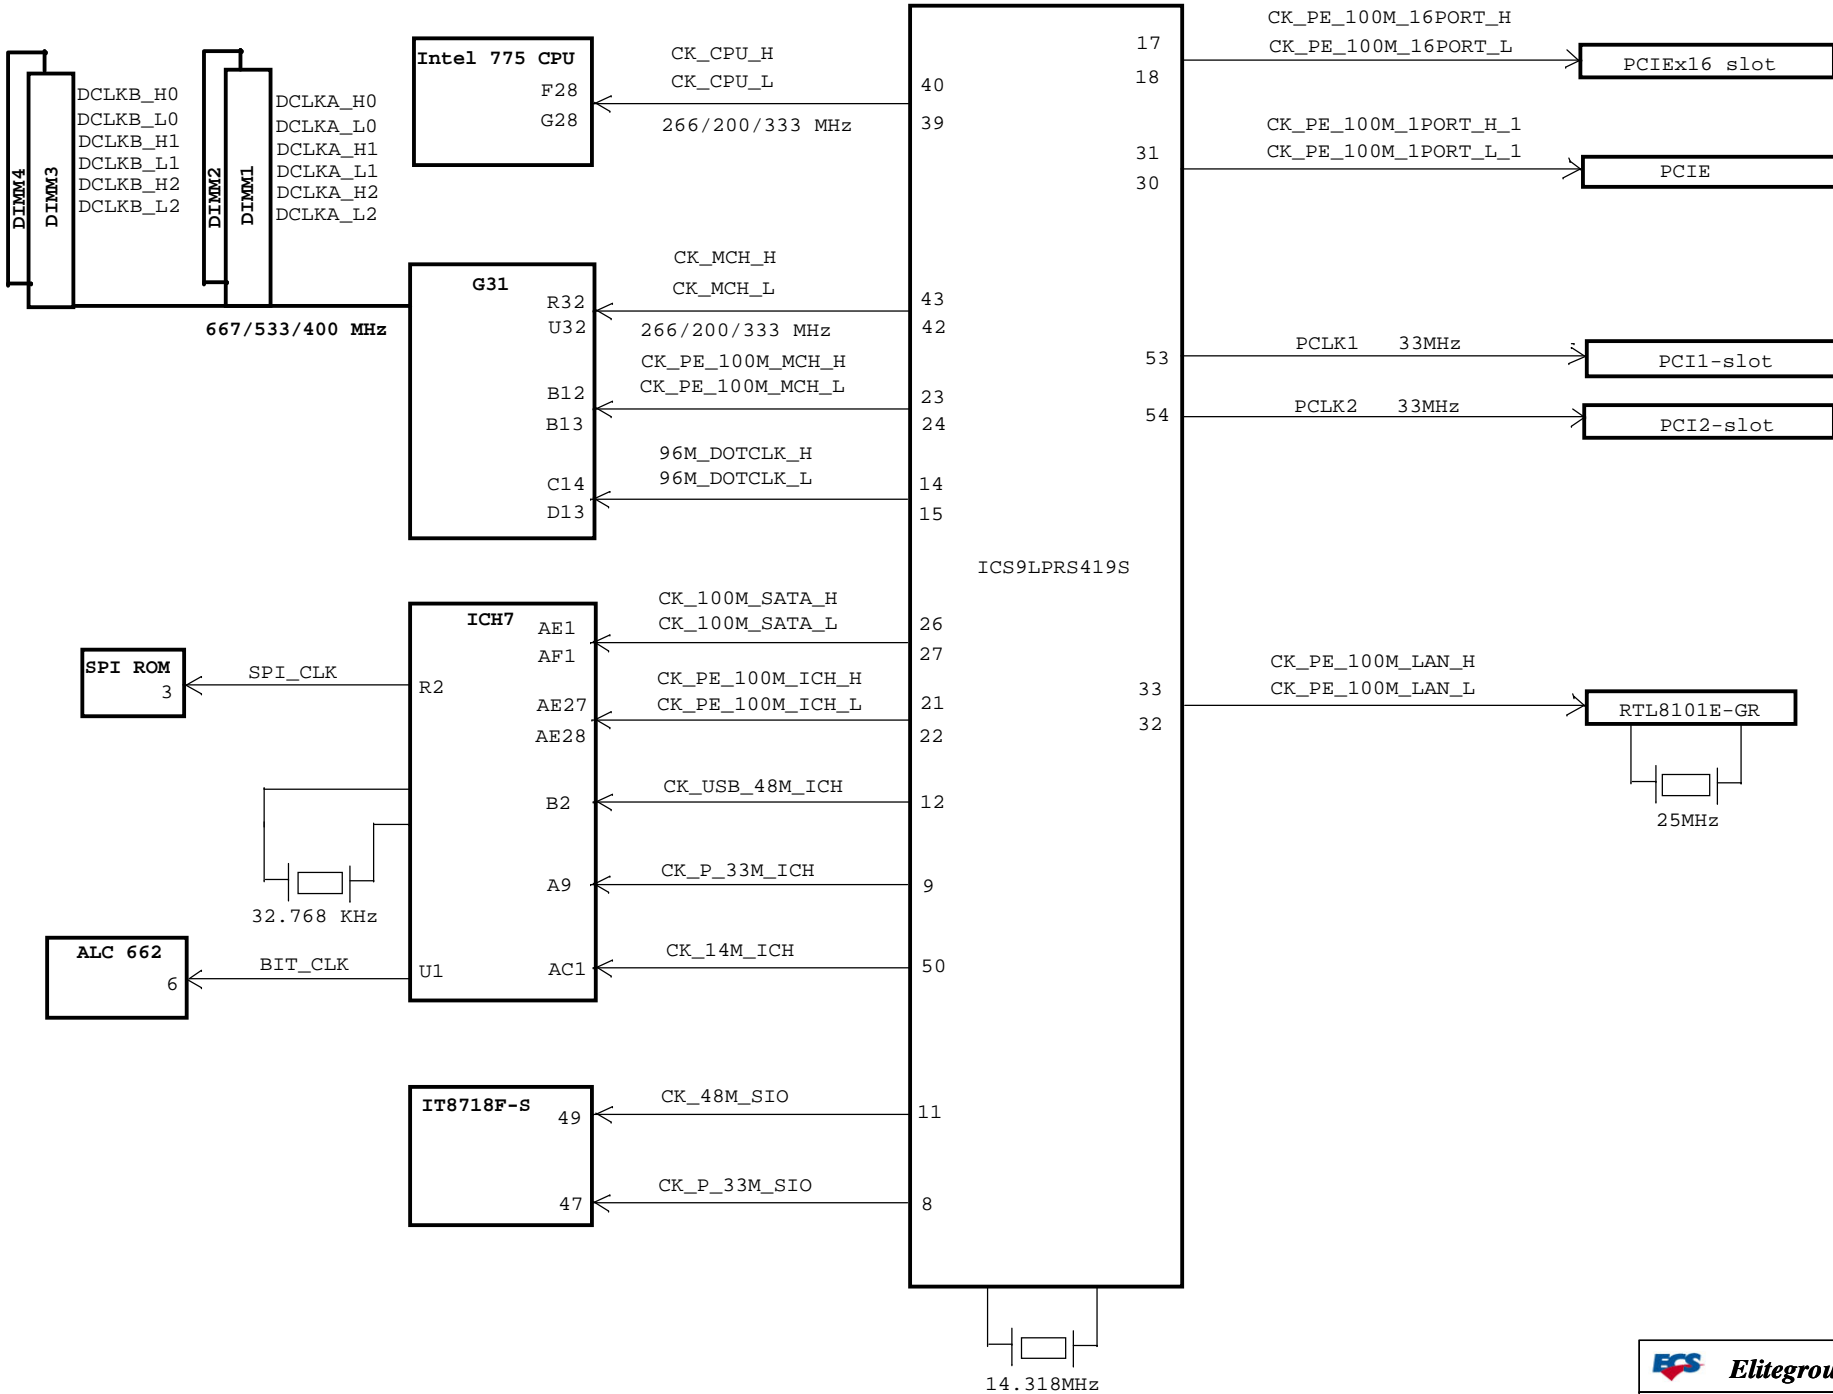 DIMM4
DIMM3
DCLKB_H0
DCLKB_L0
DCLKB_H1
DCLKB_L1
DCLKB_H2
DCLKB_L2
DIMM2
DIMM1
DCLKA_H0
DCLKA_L0
DCLKA_H1
DCLKA_L1
DCLKA_H2
DCLKA_L2
667/533/400 MHz
Intel 775 CPU
F28
G28
CK_CPU_H
CK_CPU_L
266/200/333 MHz
40
39
G31
R32
U32
B12
B13
C14
D13
CK_MCH_H
CK_MCH_L
266/200/333 MHz
CK_PE_100M_MCH_H
CK_PE_100M_MCH_L
96M_DOTCLK_H
96M_DOTCLK_L
43
42
23
24
14
15
ICS9LPRS419S
SPI ROM
3
SPI_CLK
R2
ICH7
AE1
AF1
AE27
AE28
B2
A9
AC1
U1
CK_100M_SATA_H
CK_100M_SATA_L
CK_PE_100M_ICH_H
CK_PE_100M_ICH_L
CK_USB_48M_ICH
CK_P_33M_ICH
CK_14M_ICH
26
27
21
22
12
9
50
32.768 KHz
ALC 662
6
BIT_CLK
IT8718F-S
49
47
CK_48M_SIO
CK_P_33M_SIO
11
8
14.318MHz
17
18
CK_PE_100M_16PORT_H
CK_PE_100M_16PORT_L
PCIEx16 slot
31
30
CK_PE_100M_1PORT_H_1
CK_PE_100M_1PORT_L_1
PCIE
53
PCLK1 33MHz
PCI1-slot
54
PCLK2 33MHz
PCI2-slot
33
32
CK_PE_100M_LAN_H
CK_PE_100M_LAN_L
RTL8101E-GR
25MHz
ECS Elitegrou